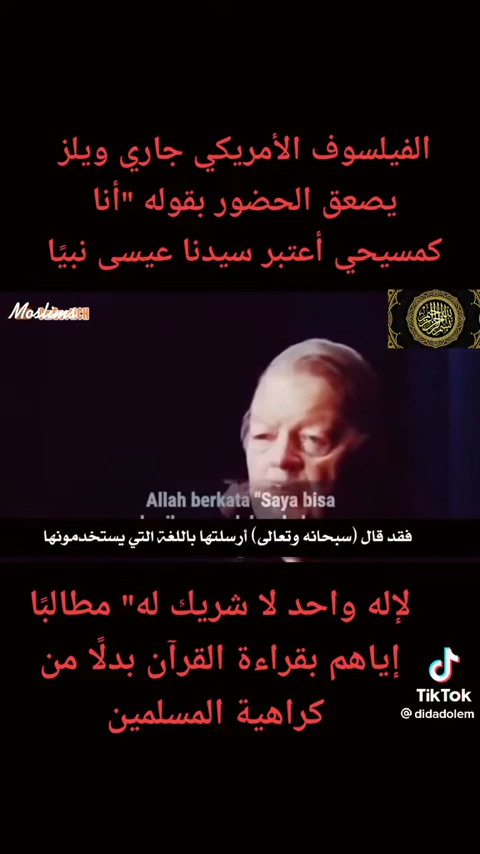 الفيلسوف الأمريكي جاري ويلز
يصعق الحضور بقوله "أنا
كمسيحي أعتبر سيدنا عيسى نبيًا
Moslims
Allah berkata "Saya bisa
فقد قال (سبحانه وتعالى) أرسلتها باللغة التي يستخدمونها
لإله واحد لا شريك له" مطالبًا
إياهم بقراءة القرآن بدلًا من
كراهية المسلمين
TikTok
@ didadolem